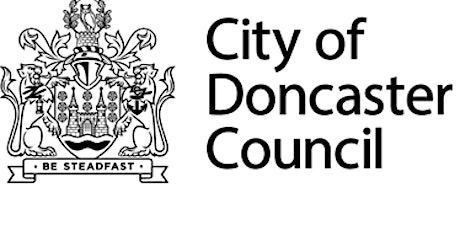 City of
Doncaster
Council
· BE STEADFAST ·